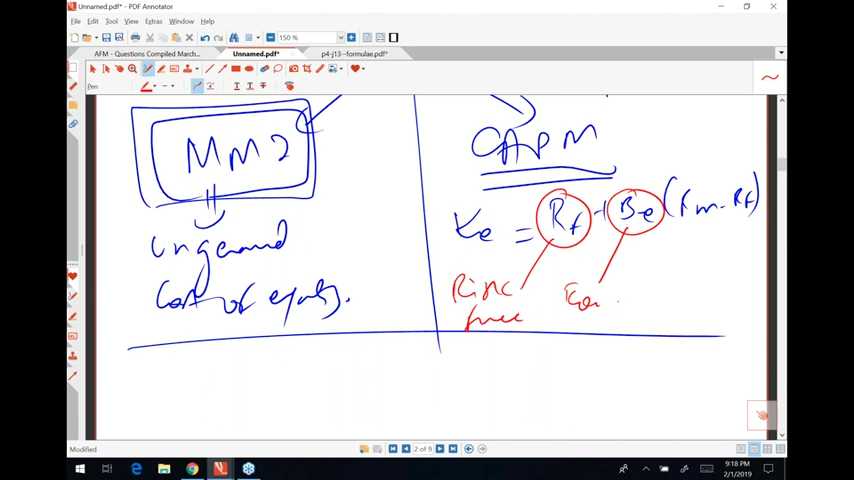 Unnamed.pdf* - PDF Annotator
File Edit Tool View Extras Window Help
150 %
AFM - Questions Compiled March...
Unnamed.pdf*
p4-j13--formulae.pdf*
Pen
MM2
ungeared
Cost of equity.
CAPM
Ke = Rf + Be (Rm - Rf)
Risk
free
Modified
2 of 9
9:18 PM
2/1/2019